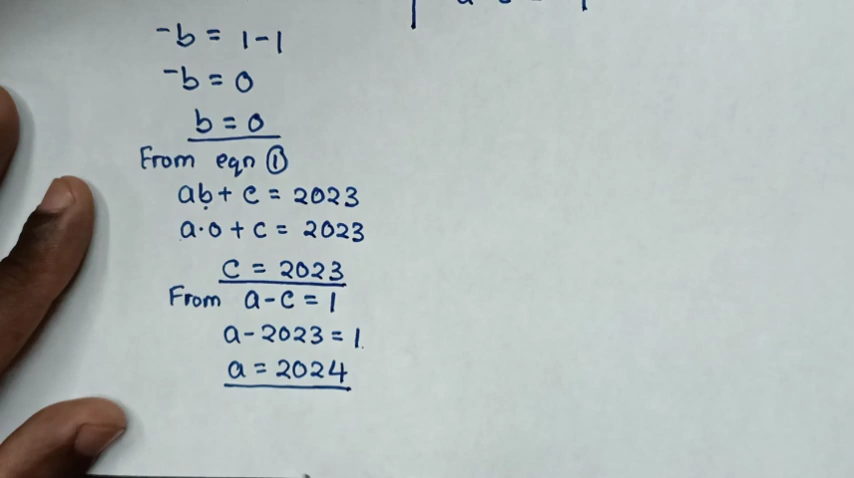 -b = 1-1
-b = 0
b = 0
From eqn ①
ab + c = 2023
a·0 + c = 2023
c = 2023
From a-c = 1
a - 2023 = 1
a = 2024